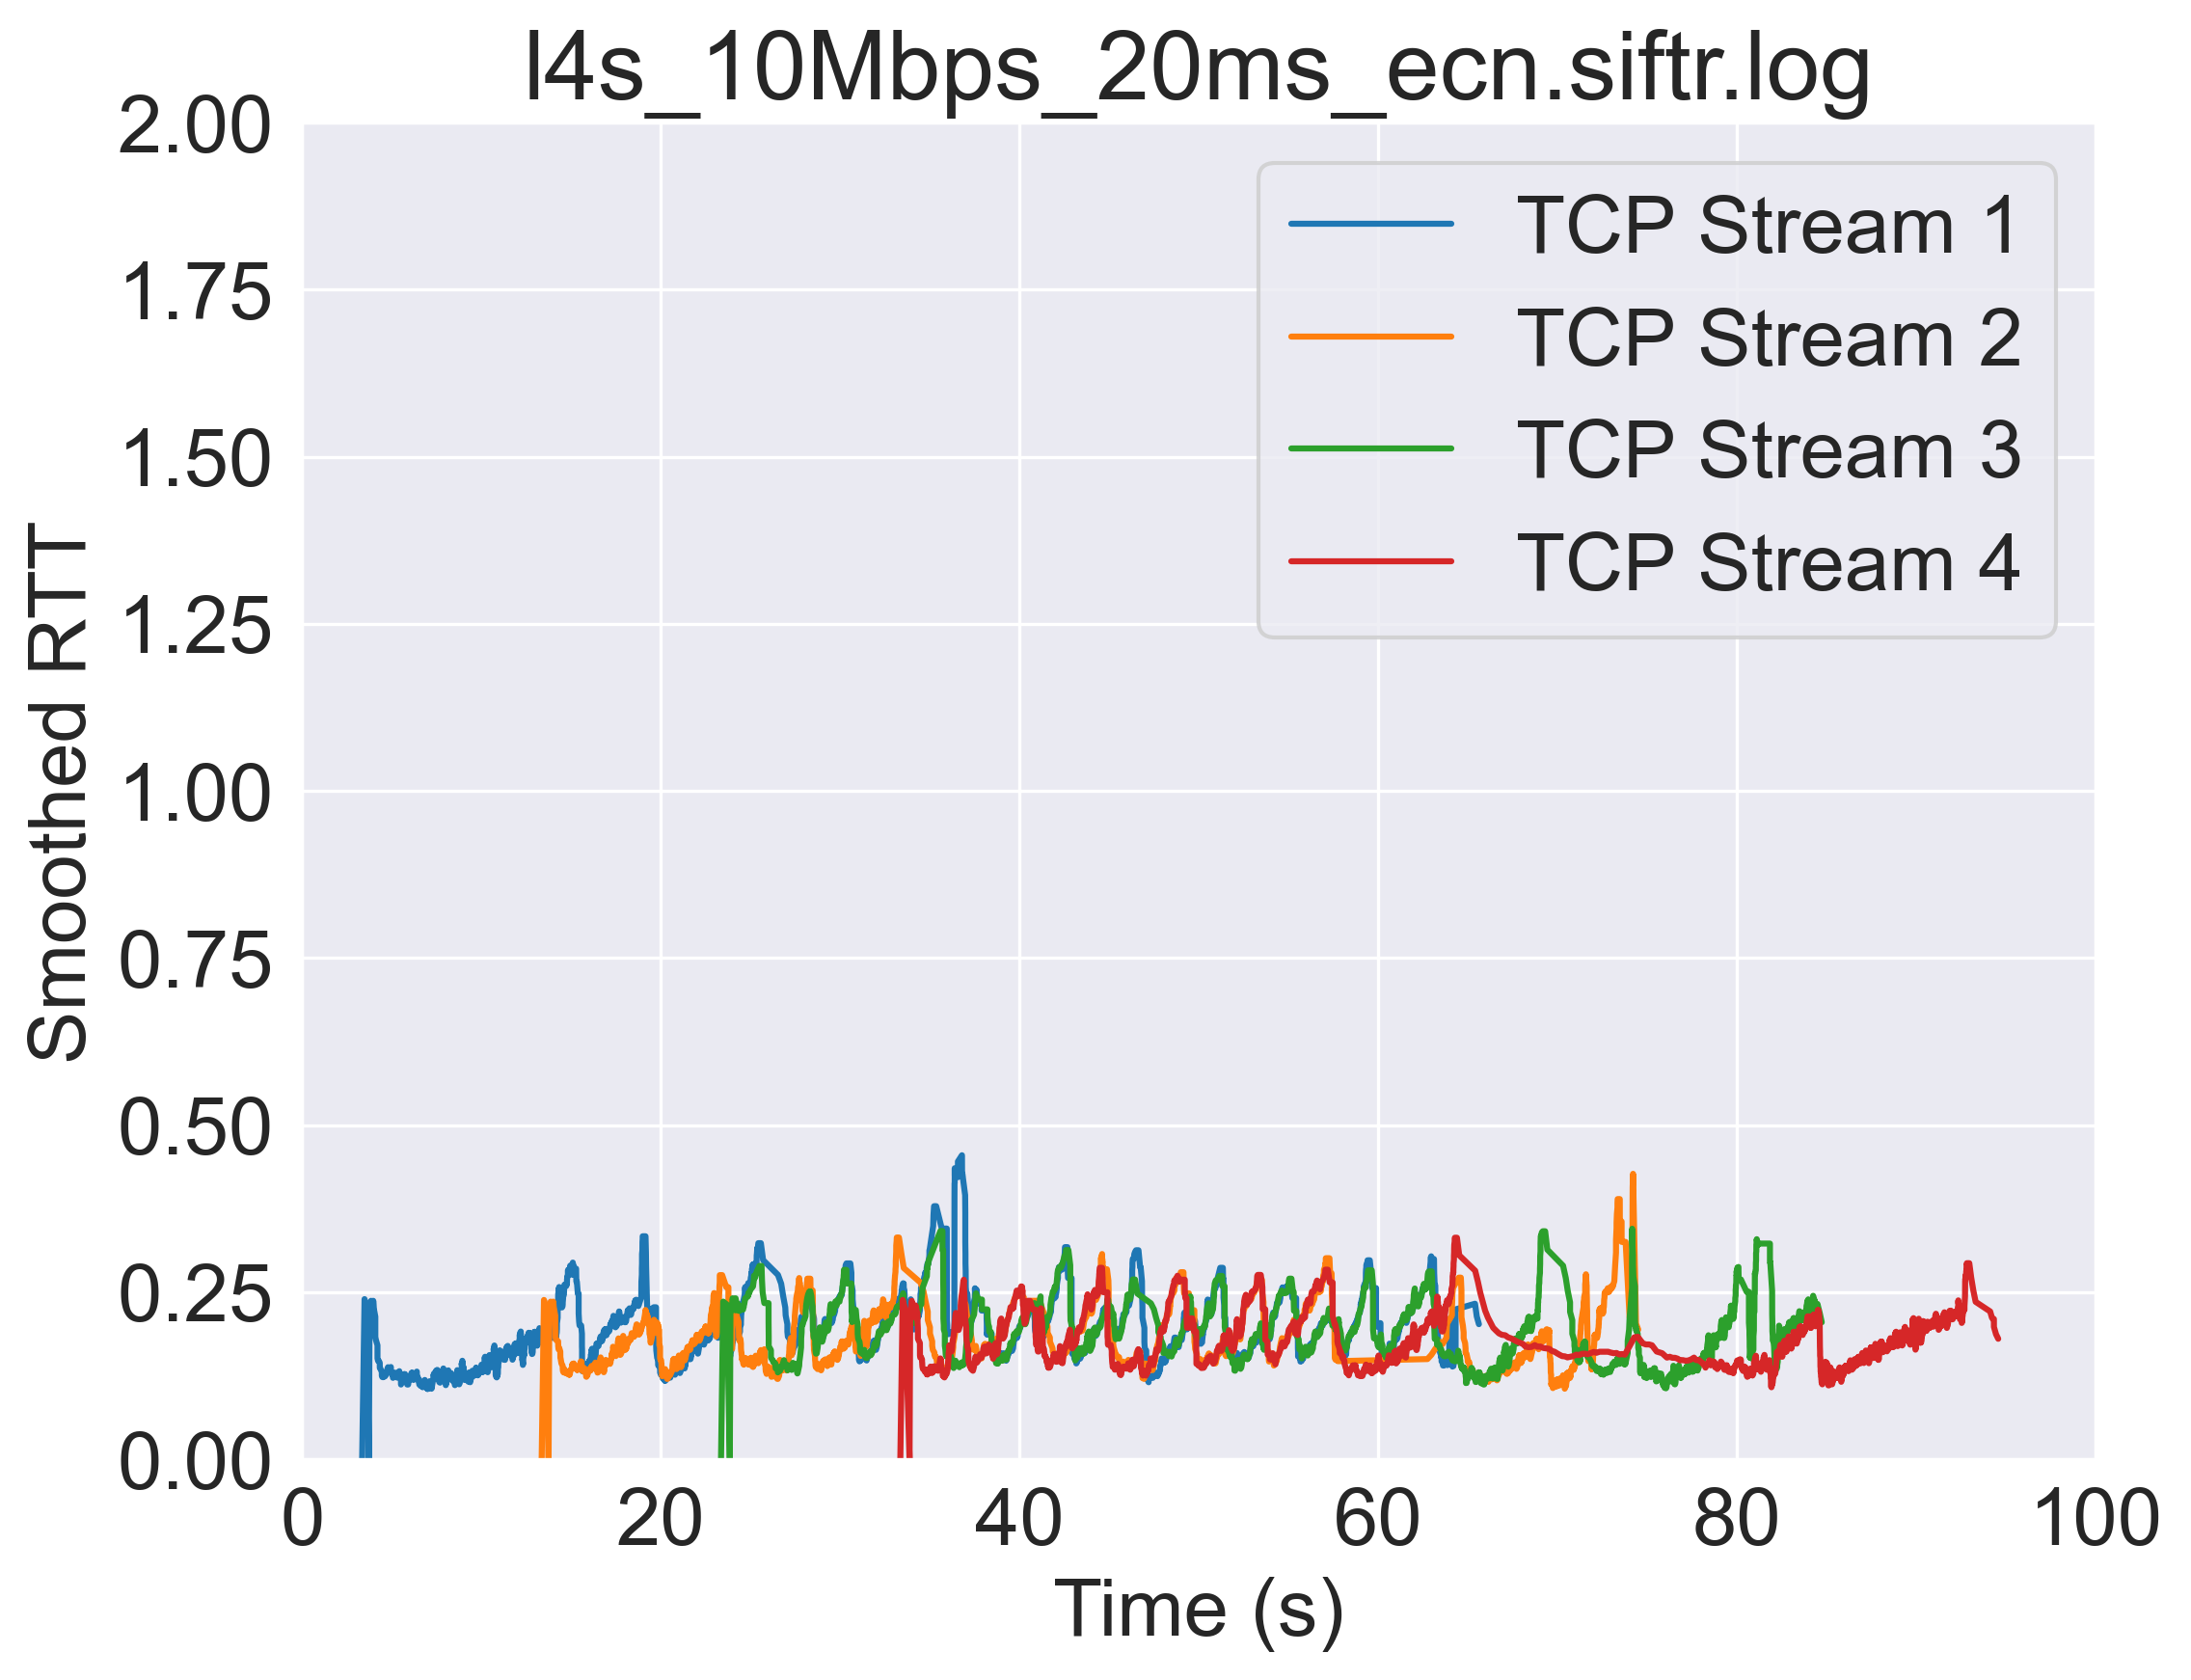 l4s_10Mbps_20ms_ecn.siftr.log
2.00
1.75
1.50
1.25
1.00
0.75
0.50
0.25
0.00
Smoothed RTT
TCP Stream 1
TCP Stream 2
TCP Stream 3
TCP Stream 4
0 20 40 60 80 100
Time (s)